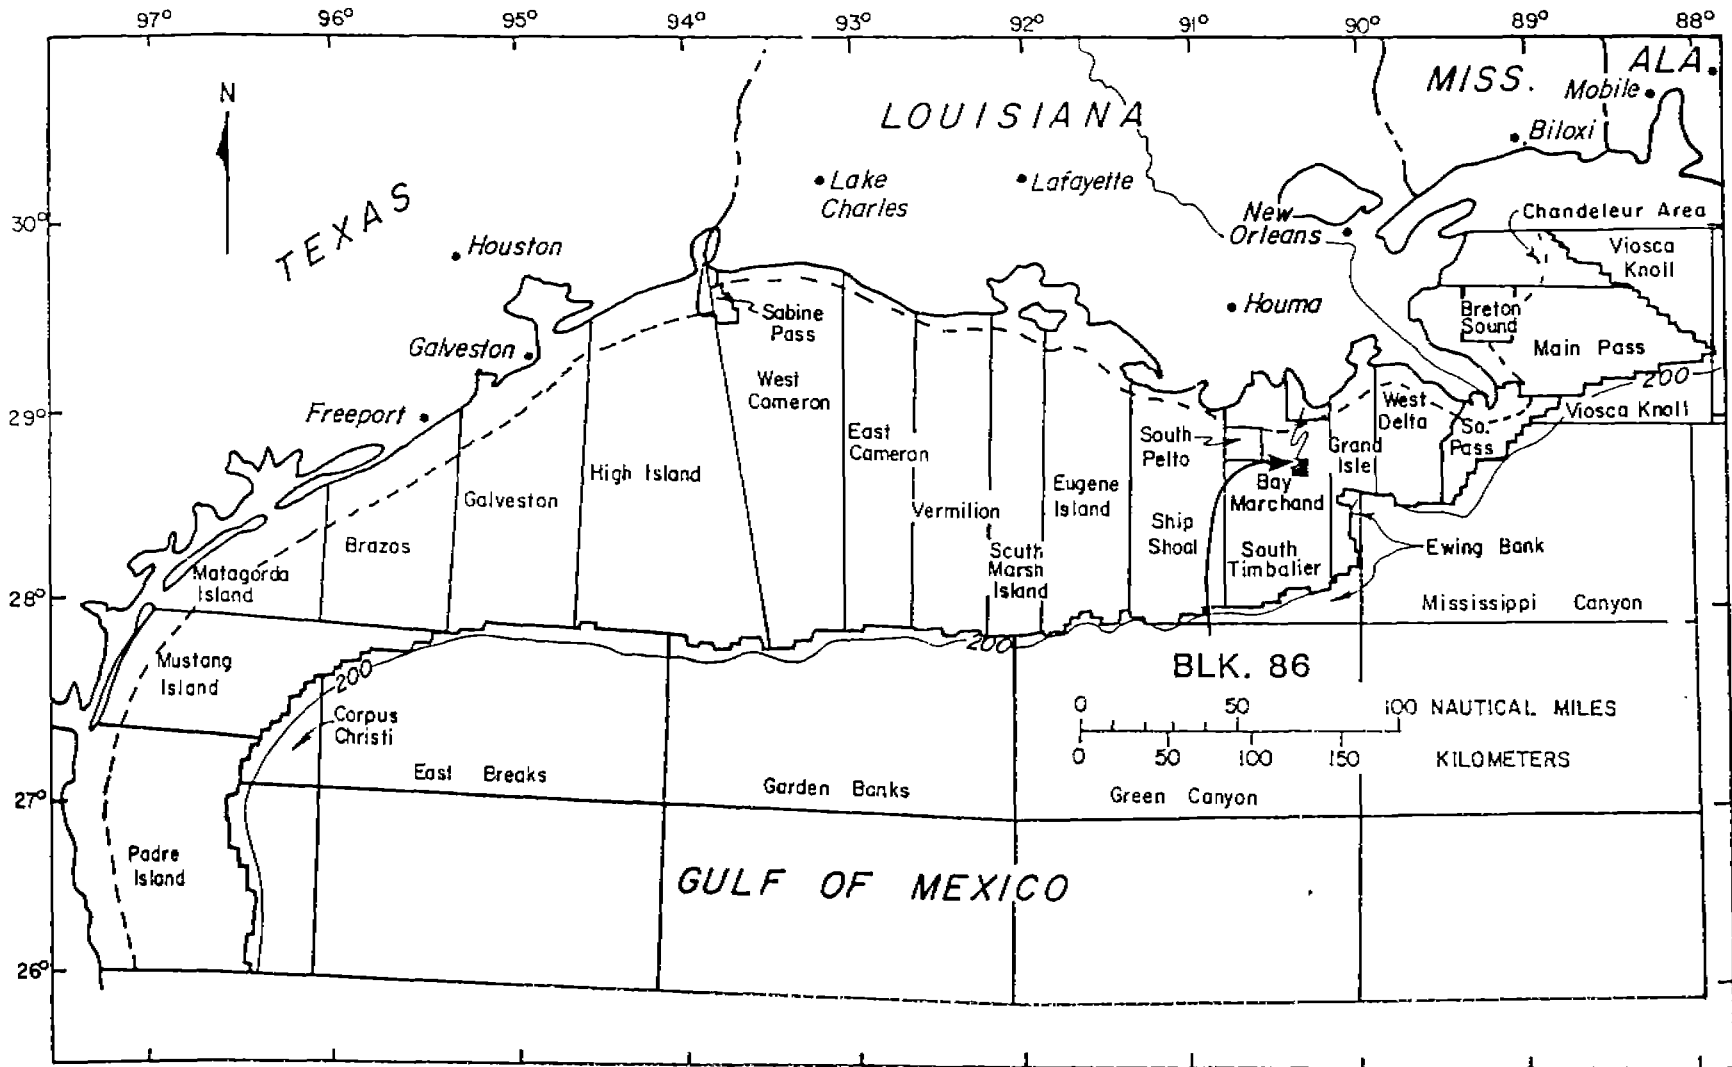 97° 96° 95° 94° 93° 92° 91° 90° 89° 88°
N
TEXAS
LOUISIANA
MISS.
ALA.
Mobile
Biloxi
Lake
Charles
Lafayette
New
Orleans
Houston
Houma
Galveston
Freeport
30°
29°
28°
27°
26°
Chandeleur Area
Viosca
Knoll
Breton
Sound
Main Pass
200
Viosca Knoll
Sabine
Pass
West
Cameron
East
Cameron
High Island
Galveston
Brazos
Matagorda
Island
Mustang
Island
Corpus
Christi
Padre
Island
Vermilion
South
Marsh
Island
Eugene
Island
Ship
Shoal
South
Pelto
Bay
Marchand
South
Timbalier
Grand
Isle
West
Delta
So.
Pass
Ewing Bank
Mississippi Canyon
200
200
BLK. 86
0 50 100 NAUTICAL MILES
0 50 100 150 KILOMETERS
East Breaks
Garden Banks
Green Canyon
GULF OF MEXICO